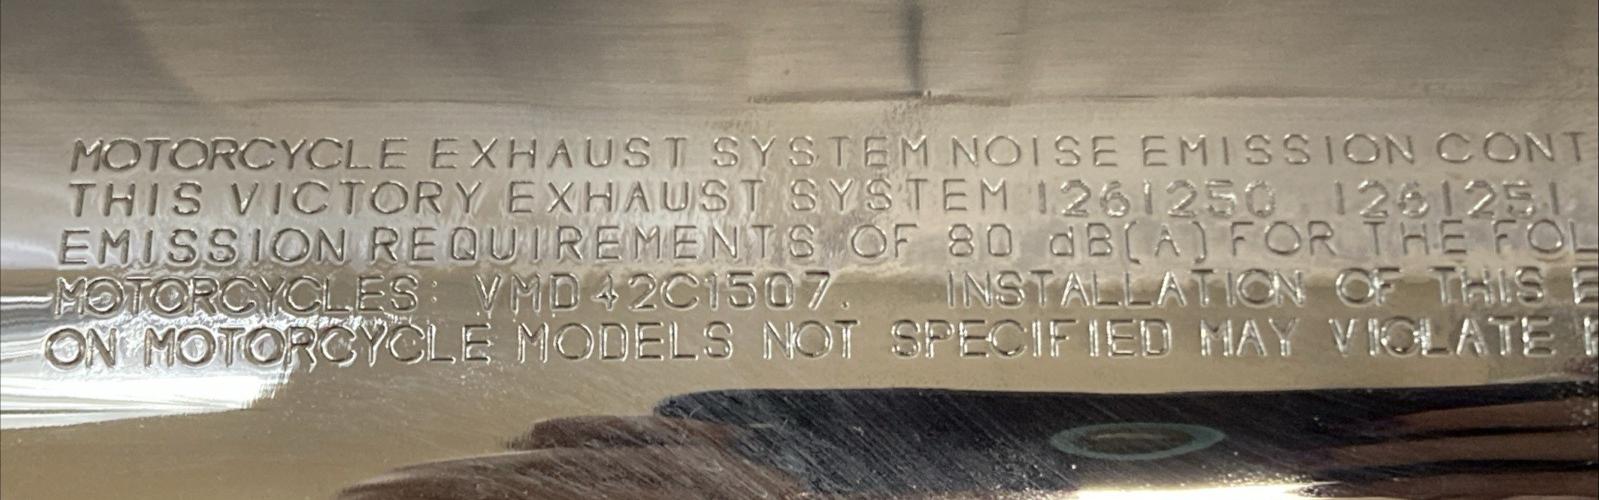 MOTORCYCLE EXHAUST SYSTEM NOISE EMISSION CONT
THIS VICTORY EXHAUST SYSTEM 1261250 1261251
EMISSION REQUIREMENTS OF 80 dB(A) FOR THE FOL
MOTORCYCLES: VMD42C1507. INSTALLATION OF THIS E
ON MOTORCYCLE MODELS NOT SPECIFIED MAY VIOLATE